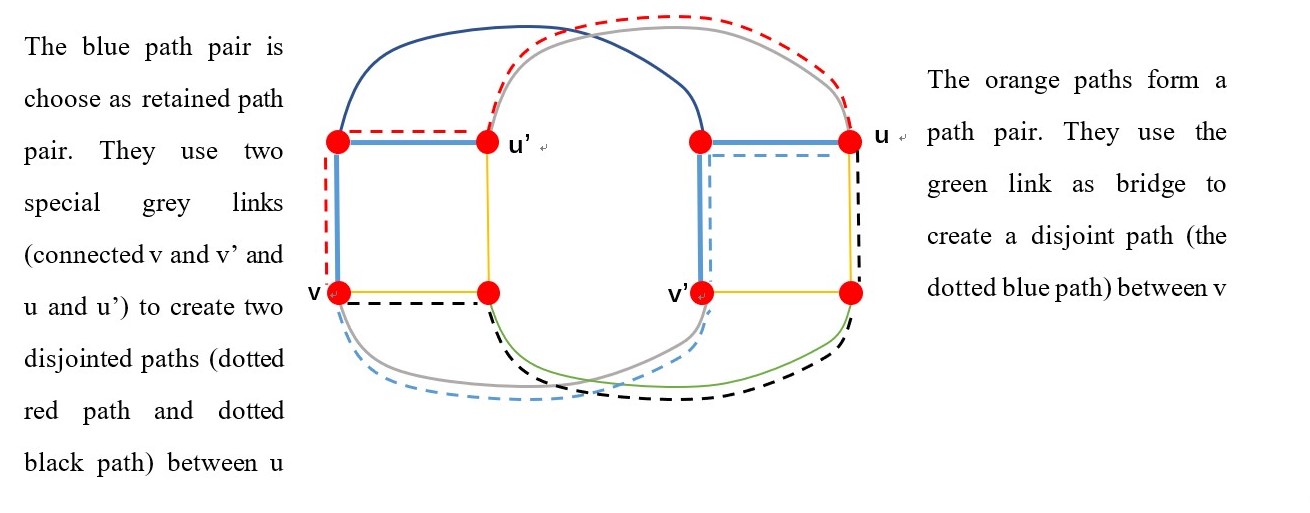 The blue path pair is
choose as retained path
pair. They use two
special grey links
(connected v and v’ and
u and u’) to create two
disjointed paths (dotted
red path and dotted
black path) between u
u’
v
v’
u
The orange paths form a
path pair. They use the
green link as bridge to
create a disjoint path (the
dotted blue path) between v